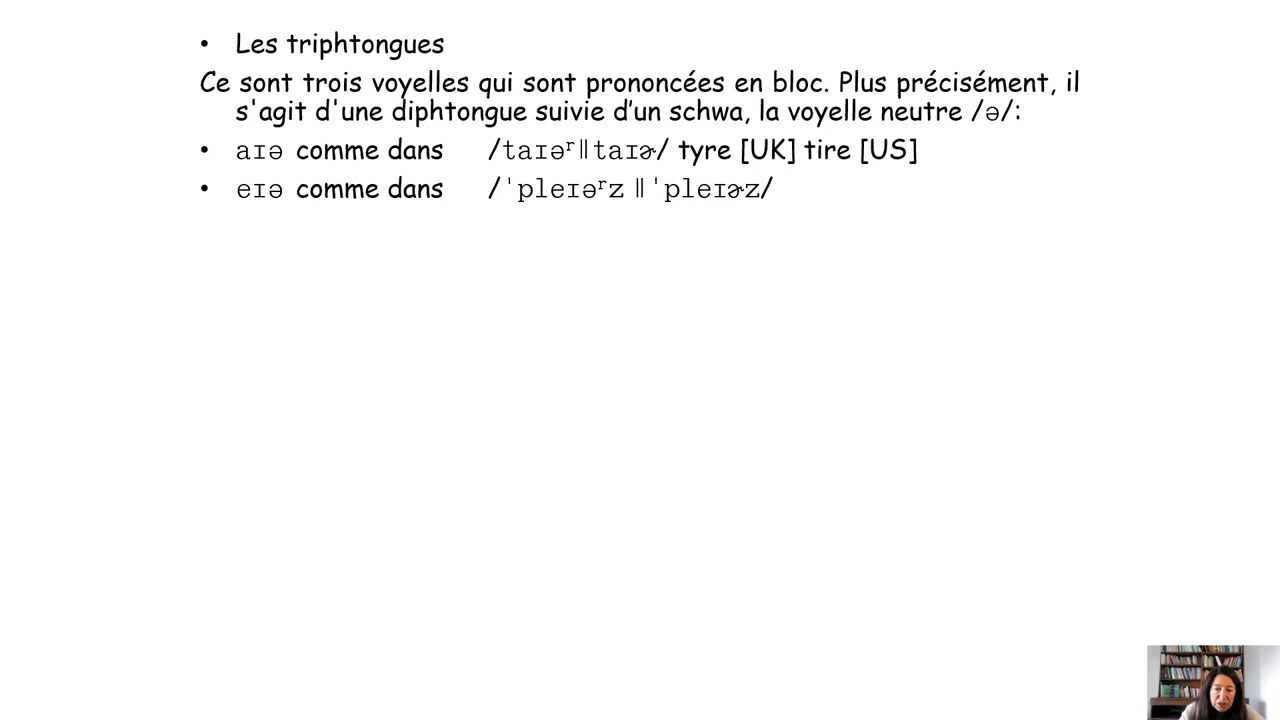 • Les triphtongues
Ce sont trois voyelles qui sont prononcées en bloc. Plus précisément, il
s'agit d'une diphtongue suivie d’un schwa, la voyelle neutre /ə/:
• aɪə comme dans /taɪəʳ‖taɪɚ/ tyre [UK] tire [US]
• eɪə comme dans /ˈpleɪəʳz ‖ˈpleɪɚz/